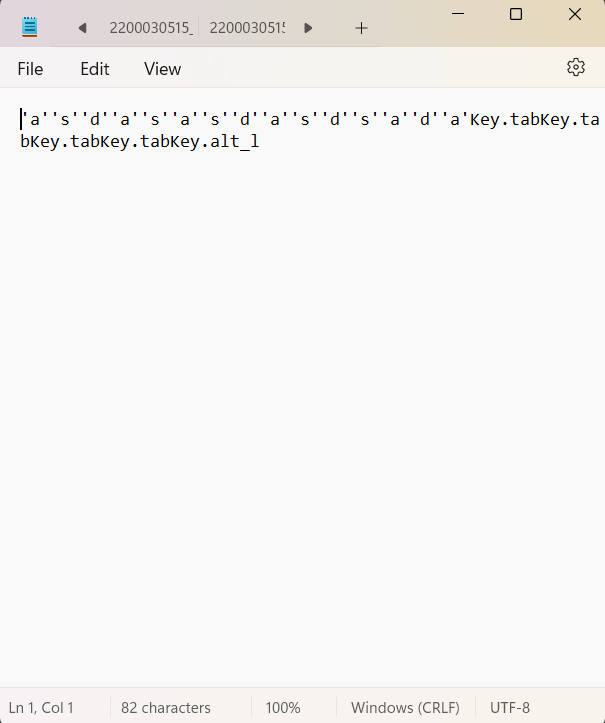 2200030515_ 2200030515
File Edit View
'a''s''d''a''s''a''s''d''a''s''d''s''a''d''a'Key.tabKey.ta
bKey.tabKey.tabKey.alt_l
Ln 1, Col 1 82 characters 100% Windows (CRLF) UTF-8